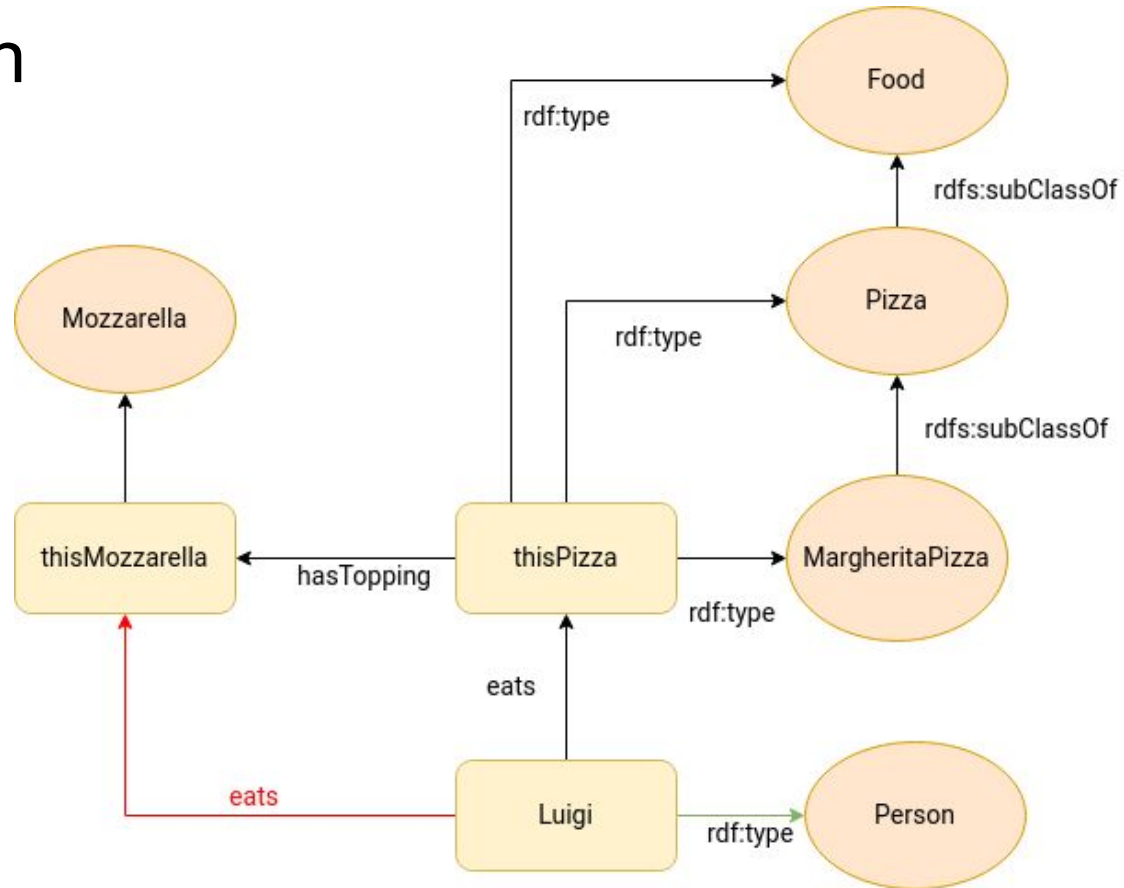 n
Food
rdf:type
rdfs:subClassOf
Pizza
Mozzarella
rdf:type
rdfs:subClassOf
thisMozzarella
thisPizza
MargheritaPizza
hasTopping
rdf:type
eats
eats
Luigi
Person
rdf:type